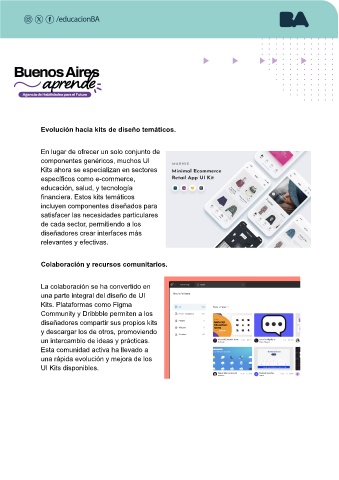 /educacionBA
BA
Buenos Aires
aprende
Agencia de Habilidades para el Futuro
Evolución hacia kits de diseño temáticos.
En lugar de ofrecer un solo conjunto de
componentes genéricos, muchos UI
Kits ahora se especializan en sectores
específicos como e-commerce,
educación, salud, y tecnología
financiera. Estos kits temáticos
incluyen componentes diseñados para
satisfacer las necesidades particulares
de cada sector, permitiendo a los
diseñadores crear interfaces más
relevantes y efectivas.
Minimal Ecommerce
Retail App UI Kit
Colaboración y recursos comunitarios.
La colaboración se ha convertido en
una parte integral del diseño de UI
Kits. Plataformas como Figma
Community y Dribbble permiten a los
diseñadores compartir sus propios kits
y descargar los de otros, promoviendo
un intercambio de ideas y prácticas.
Esta comunidad activa ha llevado a
una rápida evolución y mejora de los
UI Kits disponibles.